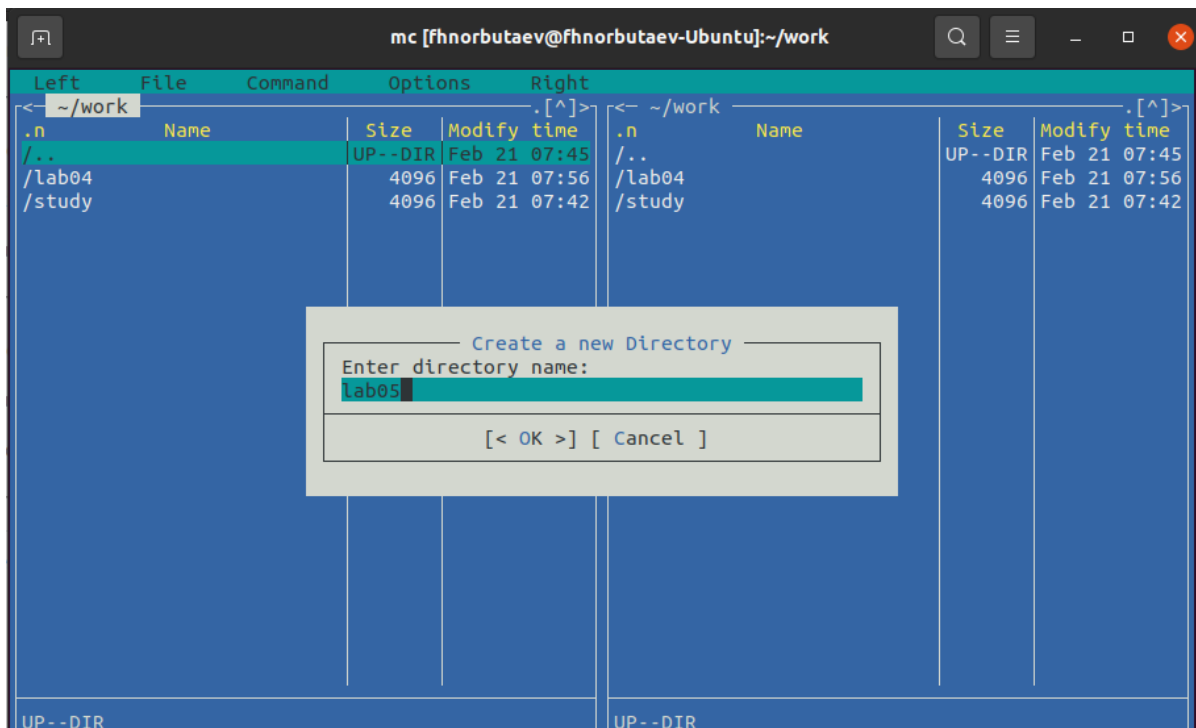 mc [fhnorbutaev@fhnorbutaev-Ubuntu]:~/work
Left File Command Options Right
<─ ~/work ─.[^]>
.n Name Size Modify time
/.. UP--DIR Feb 21 07:45
/lab04 4096 Feb 21 07:56
/study 4096 Feb 21 07:42
<─ ~/work ─.[^]>
.n Name Size Modify time
/.. UP--DIR Feb 21 07:45
/lab04 4096 Feb 21 07:56
/study 4096 Feb 21 07:42
Create a new Directory
Enter directory name:
lab05
[< OK >] [ Cancel ]
UP--DIR
UP--DIR